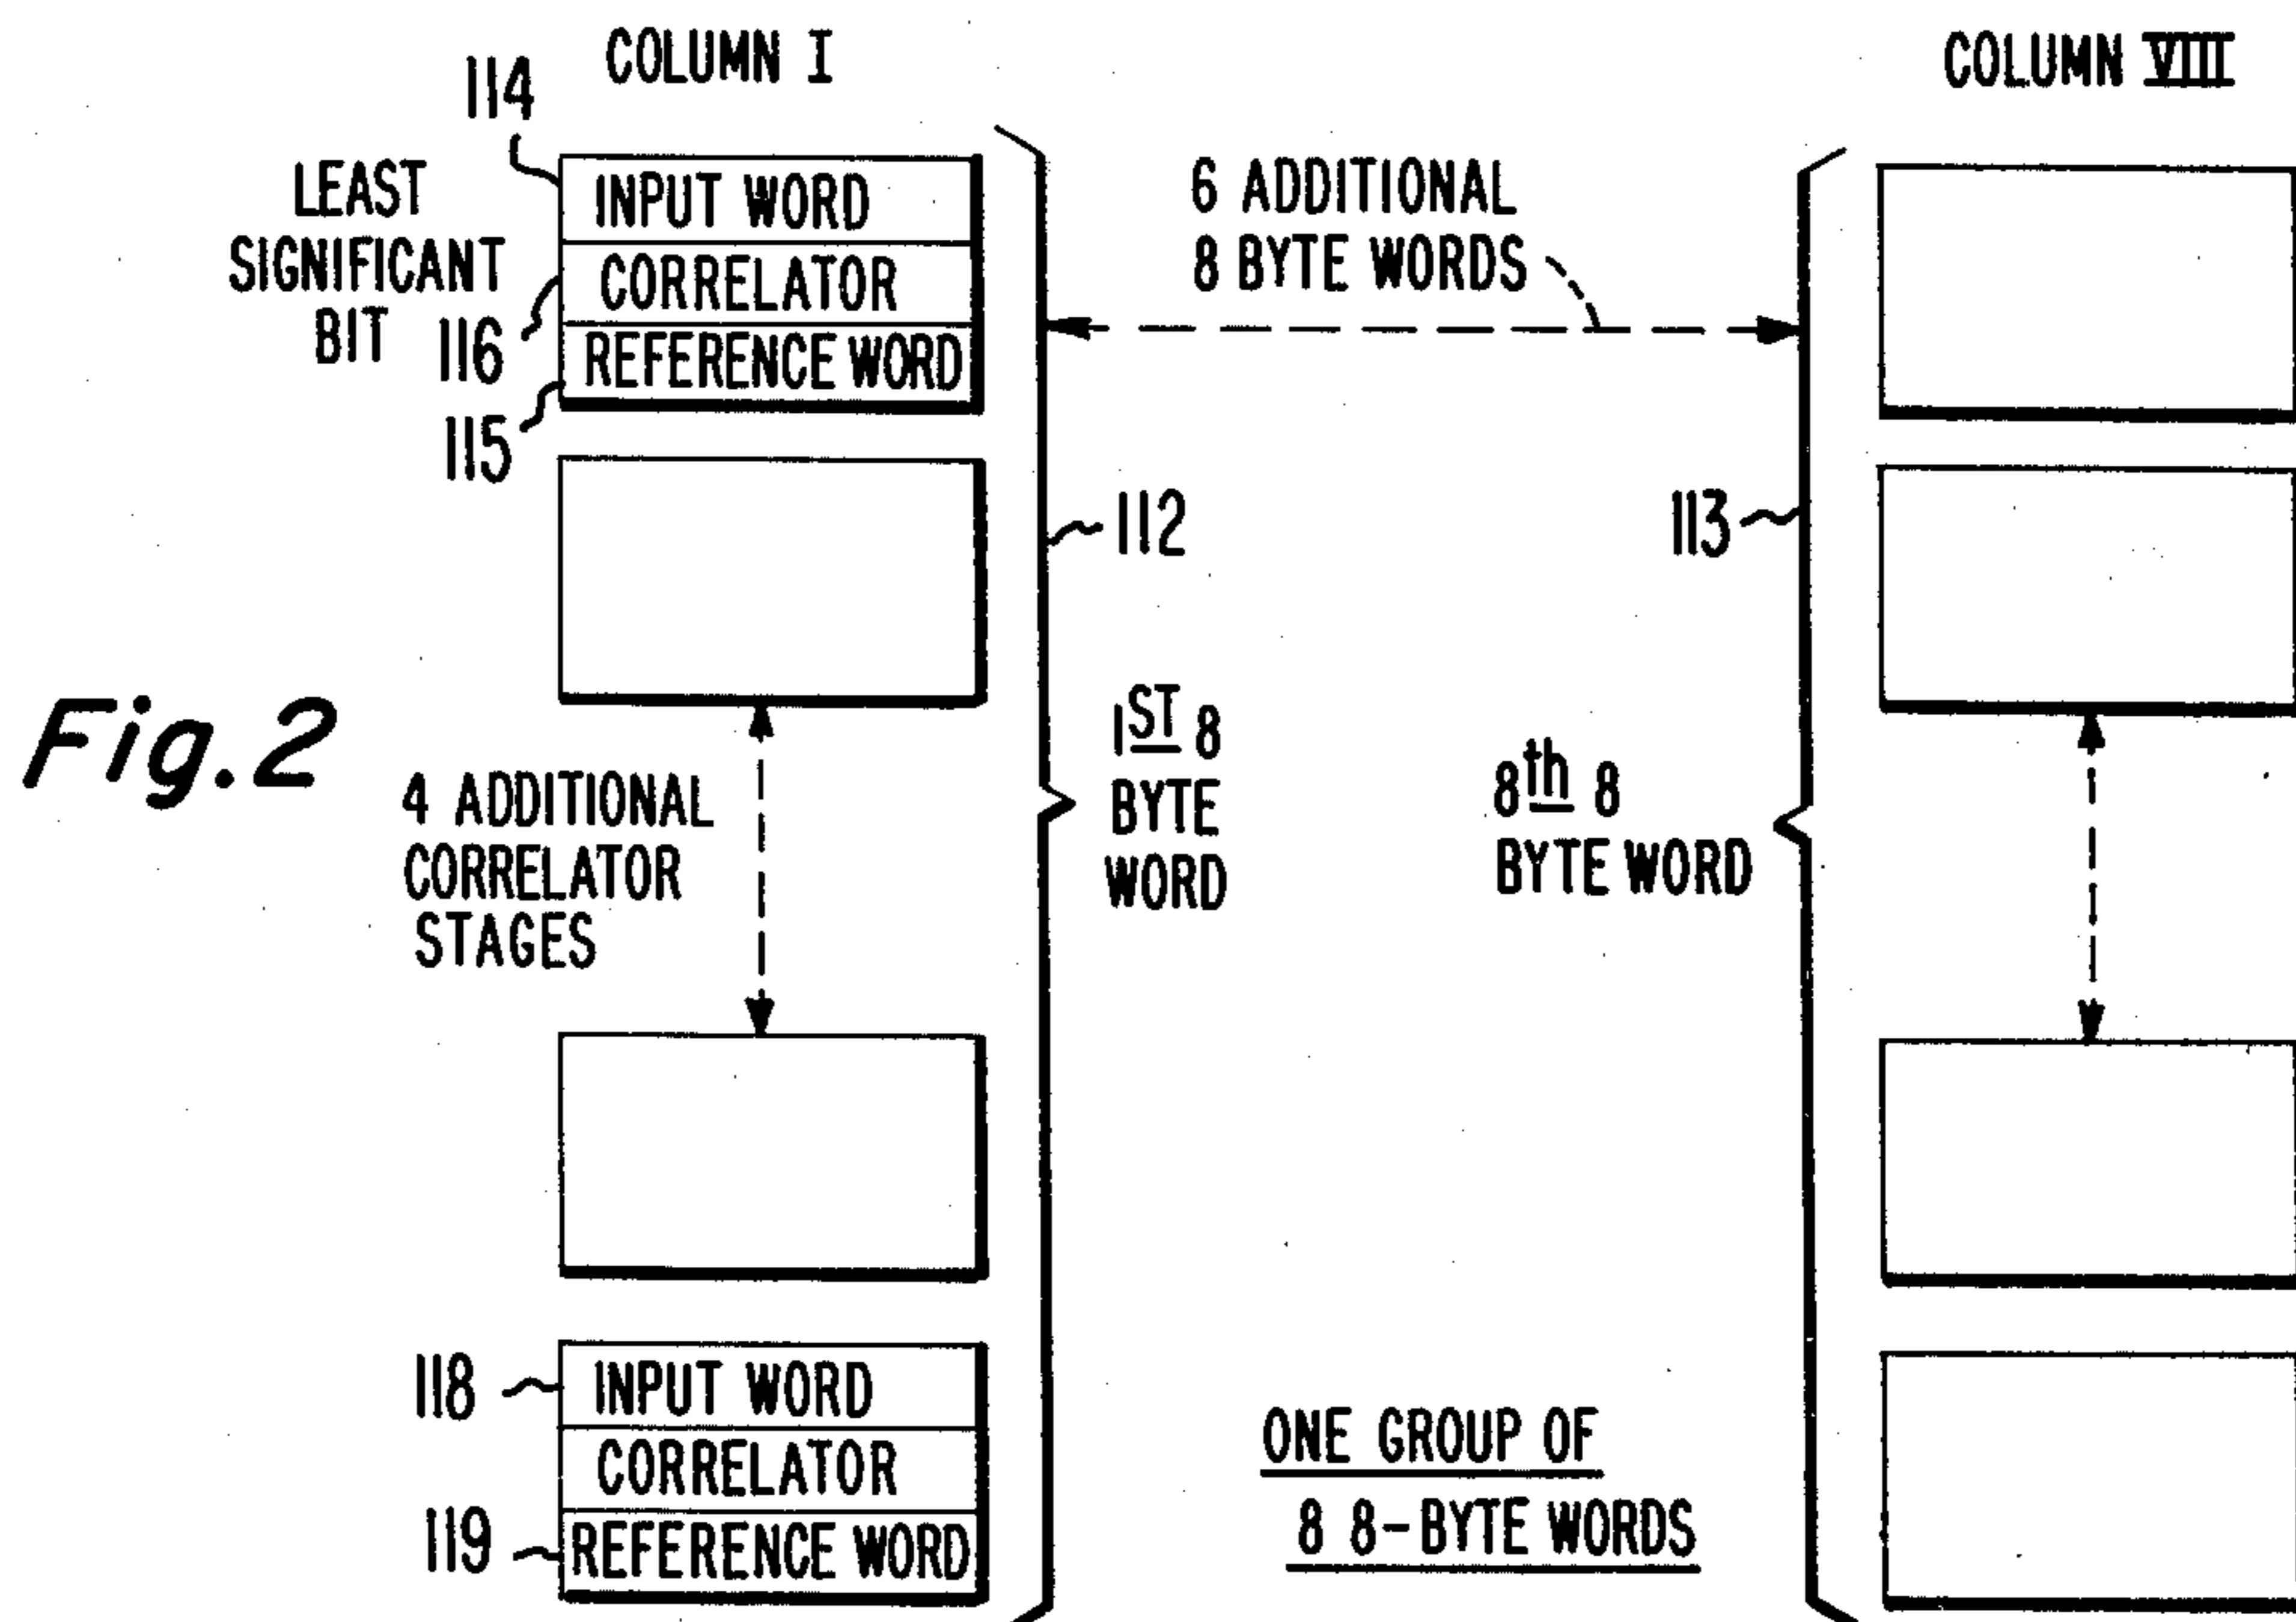 COLUMN I
COLUMN VIII
114
LEAST
SIGNIFICANT
BIT
INPUT WORD
CORRELATOR
REFERENCE WORD
116
115
6 ADDITIONAL
8 BYTE WORDS
112
113
Fig.2
4 ADDITIONAL
CORRELATOR
STAGES
1ST 8
BYTE
WORD
8th 8
BYTE WORD
118
INPUT WORD
CORRELATOR
119
REFERENCE WORD
ONE GROUP OF
8 8-BYTE WORDS